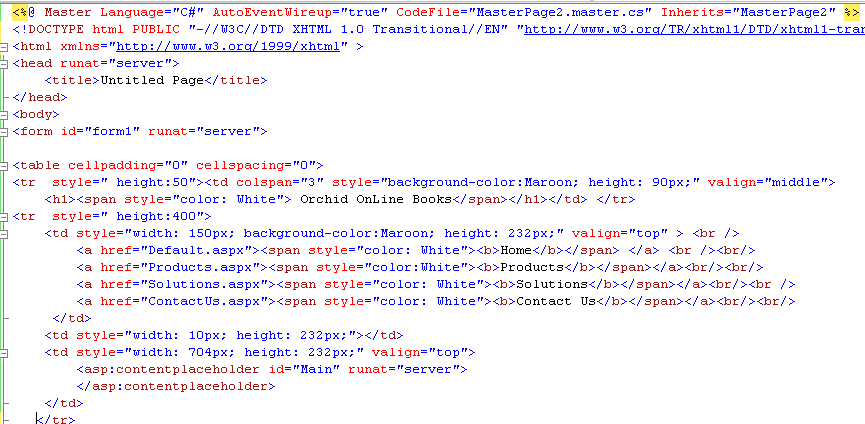 <%@ Master Language="C#" AutoEventWireup="true" CodeFile="MasterPage2.master.cs" Inherits="MasterPage2" %>
<!DOCTYPE html PUBLIC "-//W3C//DTD XHTML 1.0 Transitional//EN" "http://www.w3.org/TR/xhtml1/DTD/xhtml1-tran
<html xmlns="http://www.w3.org/1999/xhtml" >
<head runat="server">
    <title>Untitled Page</title>
</head>
<body>
<form id="form1" runat="server">
<table cellpadding="0" cellspacing="0">
<tr  style=" height:50"><td colspan="3" style="background-color:Maroon; height: 90px;" valign="middle">
    <h1><span style="color: White"> Orchid OnLine Books</span></h1></td> </tr>
<tr  style=" height:400">
    <td style="width: 150px; background-color:Maroon; height: 232px;" valign="top" > <br />
        <a href="Default.aspx"><span style="color: White"><b>Home</b></span> </a> <br /><br/>
        <a href="Products.aspx"><span style="color:White"><b>Products</b></span></a><br/><br/>
        <a href="Solutions.aspx"><span style="color: White"><b>Solutions</b></span></a><br/><br />
        <a href="ContactUs.aspx"><span style="color: White"><b>Contact Us</b></span></a><br/><br/>
     </td>
    <td style="width: 10px; height: 232px;"></td>
    <td style="width: 704px; height: 232px;" valign="top">
        <asp:contentplaceholder id="Main" runat="server">
        </asp:contentplaceholder>
    </td>
   </tr>